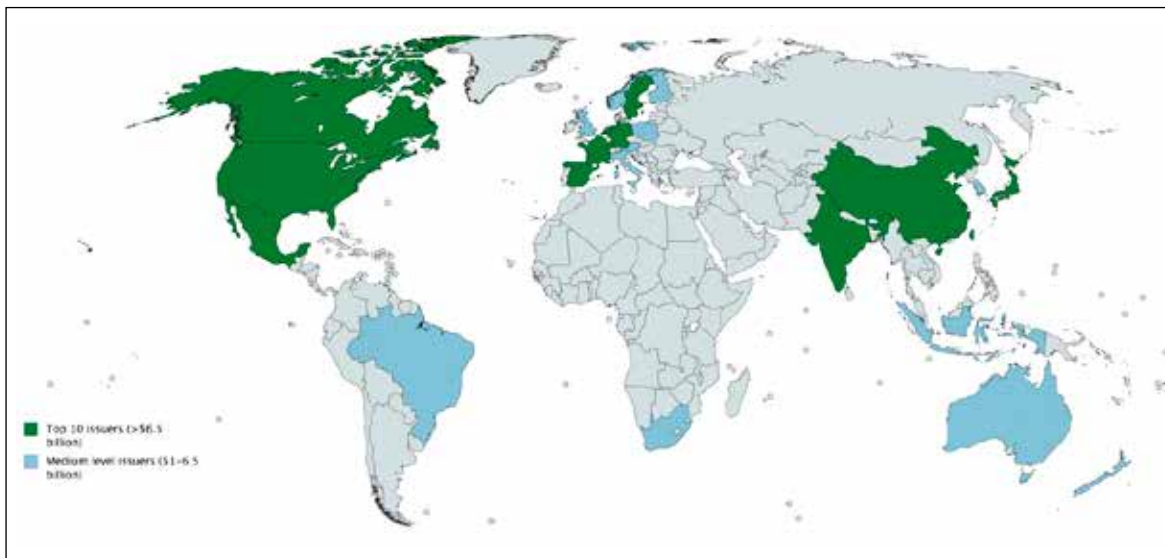 Top 10 issuers (>$6.5
billion)
Medium level issuers ($1–6.5
billion)